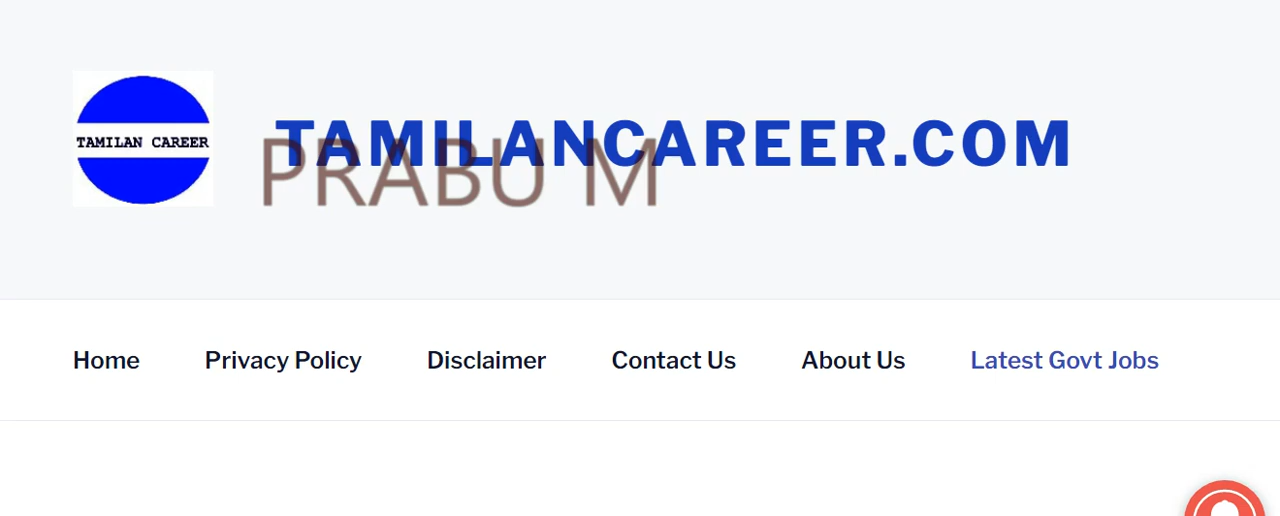 TAMILAN CAREER
TAMILANCAREER.COM
PRABU M
Home Privacy Policy Disclaimer Contact Us About Us Latest Govt Jobs